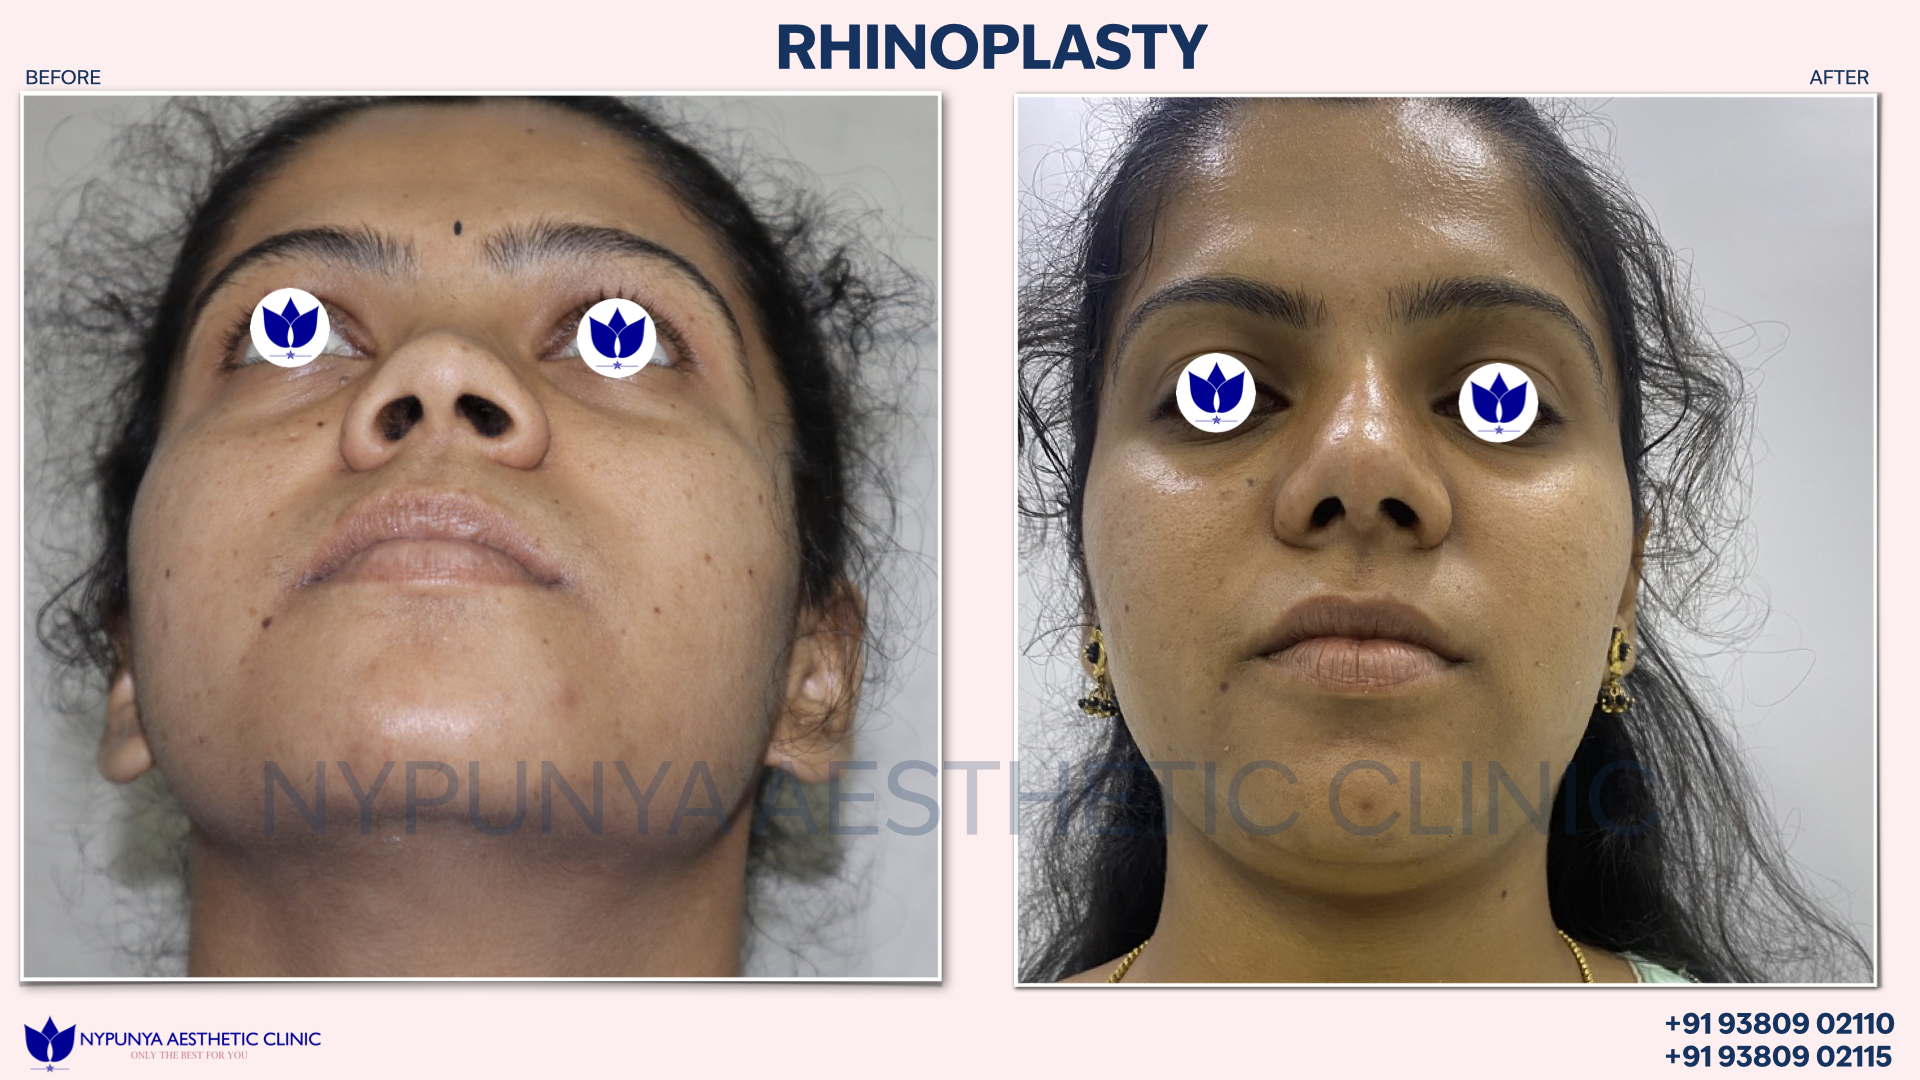 RHINOPLASTY
BEFORE
AFTER
NYPUNYA AESTHETIC CLINIC
NYPUNYA AESTHETIC CLINIC
ONLY THE BEST FOR YOU
+91 93809 02110
+91 93809 02115